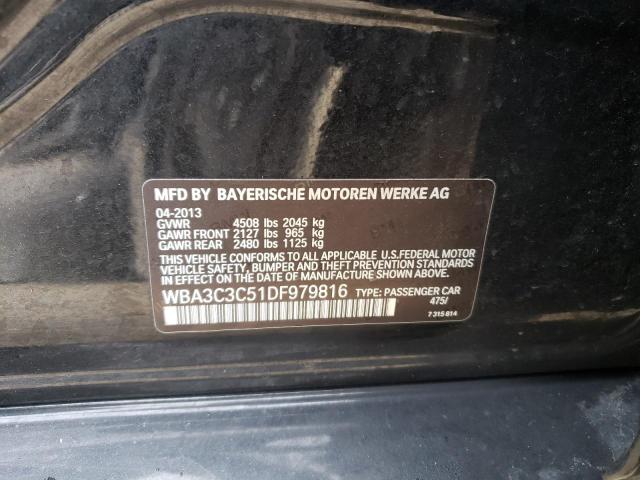 MFD BY BAYERISCHE MOTOREN WERKE AG
04-2013
GVWR 4508 lbs 2045 kg
GAWR FRONT 2127 lbs 965 kg
GAWR REAR 2480 lbs 1125 kg
THIS VEHICLE CONFORMS TO ALL APPLICABLE U.S.FEDERAL MOTOR
VEHICLE SAFETY, BUMPER AND THEFT PREVENTION STANDARDS
IN EFFECT ON THE DATE OF MANUFACTURE SHOWN ABOVE.
WBA3C3C51DF979816 TYPE: PASSENGER CAR
475/
7 315 814